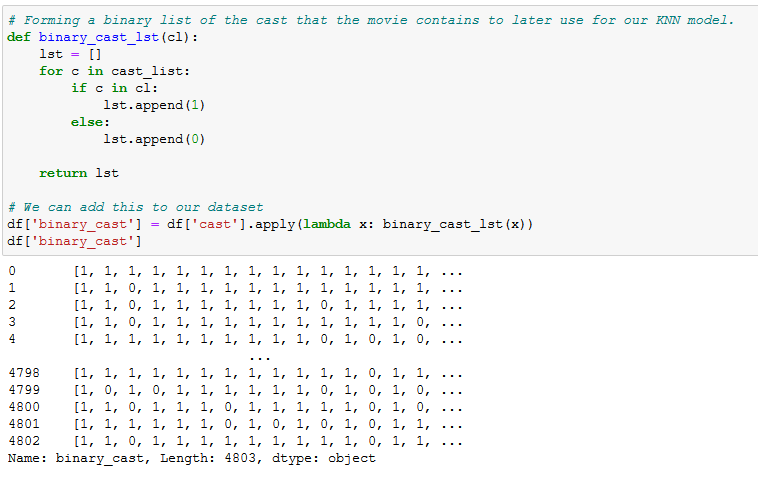 # Forming a binary list of the cast that the movie contains to later use for our KNN model.
def binary_cast_lst(cl):
    lst = []
    for c in cast_list:
        if c in cl:
            lst.append(1)
        else:
            lst.append(0)
    return lst
# We can add this to our dataset
df['binary_cast'] = df['cast'].apply(lambda x: binary_cast_lst(x))
df['binary_cast']
0       [1, 1, 1, 1, 1, 1, 1, 1, 1, 1, 1, 1, 1, 1, 1, ...
1       [1, 1, 0, 1, 1, 1, 1, 1, 1, 1, 1, 1, 1, 1, 1, ...
2       [1, 1, 0, 1, 1, 1, 1, 1, 1, 1, 0, 1, 1, 1, 1, ...
3       [1, 1, 0, 1, 1, 1, 1, 1, 1, 1, 1, 1, 1, 1, 0, ...
4       [1, 1, 1, 1, 1, 1, 1, 1, 1, 1, 0, 1, 0, 1, 0, ...
                              ...
4798    [1, 1, 1, 1, 1, 1, 1, 1, 1, 1, 1, 1, 0, 1, 1, ...
4799    [1, 0, 1, 0, 1, 1, 1, 1, 1, 1, 0, 1, 0, 1, 0, ...
4800    [1, 1, 0, 1, 1, 1, 0, 1, 1, 1, 1, 1, 0, 1, 0, ...
4801    [1, 1, 1, 1, 1, 1, 0, 1, 0, 1, 0, 1, 0, 1, 1, ...
4802    [1, 1, 0, 1, 1, 1, 1, 1, 1, 1, 1, 1, 0, 1, 1, ...
Name: binary_cast, Length: 4803, dtype: object